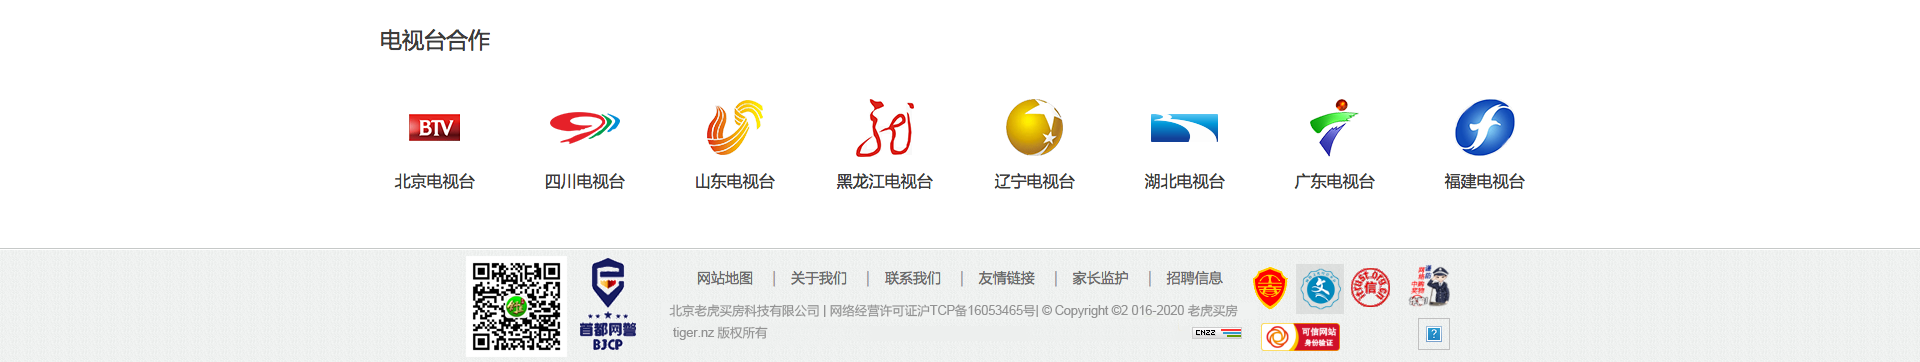 电视台合作
BTV
北京电视台 四川电视台 山东电视台 黑龙江电视台 辽宁电视台 湖北电视台 广东电视台 福建电视台
首都网警
BJCP
网站地图 | 关于我们 | 联系我们 | 友情链接 | 家长监护 | 招聘信息
北京老虎买房科技有限公司 | 网络经营许可证沪TCP备16053465号| © Copyright ©2 016-2020 老虎买房
tiger.nz 版权所有
CNZZ
文
itrust.org.cn
信
可信网站
身份验证